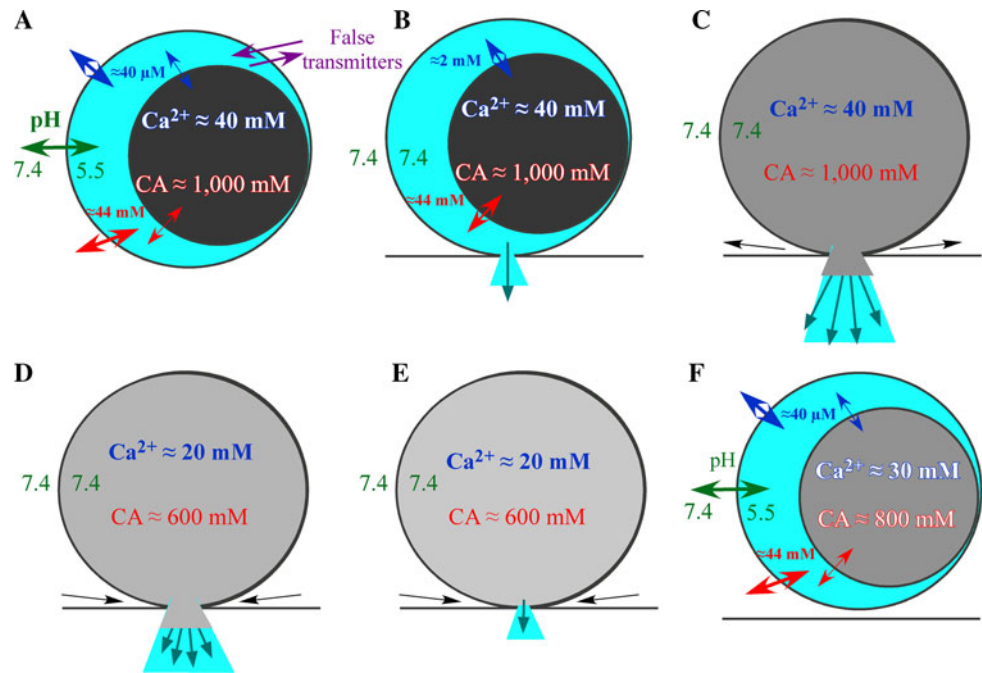 A
False
transmitters
≈40 µM
Ca²⁺ ≈ 40 mM
pH
7.4
5.5
CA ≈ 1,000 mM
≈44 mM
B
≈2 mM
Ca²⁺ ≈ 40 mM
7.4
7.4
CA ≈ 1,000 mM
≈44 mM
C
Ca²⁺ ≈ 40 mM
7.4
7.4
CA ≈ 1,000 mM
D
Ca²⁺ ≈ 20 mM
7.4
7.4
CA ≈ 600 mM
E
Ca²⁺ ≈ 20 mM
7.4
7.4
CA ≈ 600 mM
F
≈40 µM
pH
Ca²⁺ ≈ 30 mM
7.4
5.5
CA ≈ 800 mM
≈44 mM